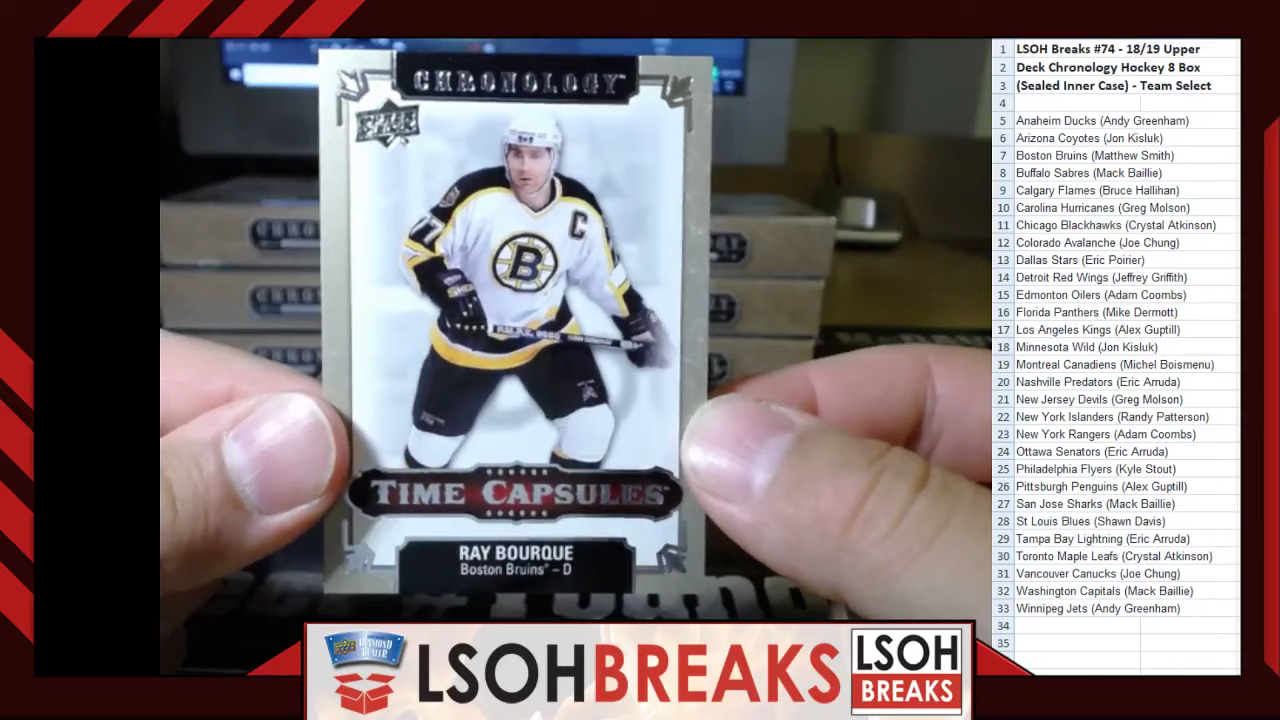 CHRONOLOGY
UPPER DECK
77
C
B
TIME CAPSULES
RAY BOURQUE
Boston Bruins - D
1 LSOH Breaks #74 - 18/19 Upper
2 Deck Chronology Hockey 8 Box
3 (Sealed Inner Case) - Team Select
4
5 Anaheim Ducks (Andy Greenham)
6 Arizona Coyotes (Jon Kisluk)
7 Boston Bruins (Matthew Smith)
8 Buffalo Sabres (Mack Baillie)
9 Calgary Flames (Bruce Hallihan)
10 Carolina Hurricanes (Greg Molson)
11 Chicago Blackhawks (Crystal Atkinson)
12 Colorado Avalanche (Joe Chung)
13 Dallas Stars (Eric Poirier)
14 Detroit Red Wings (Jeffrey Griffith)
15 Edmonton Oilers (Adam Coombs)
16 Florida Panthers (Mike Dermott)
17 Los Angeles Kings (Alex Guptill)
18 Minnesota Wild (Jon Kisluk)
19 Montreal Canadiens (Michel Boismenu)
20 Nashville Predators (Eric Arruda)
21 New Jersey Devils (Greg Molson)
22 New York Islanders (Randy Patterson)
23 New York Rangers (Adam Coombs)
24 Ottawa Senators (Eric Arruda)
25 Philadelphia Flyers (Kyle Stout)
26 Pittsburgh Penguins (Alex Guptill)
27 San Jose Sharks (Mack Baillie)
28 St Louis Blues (Shawn Davis)
29 Tampa Bay Lightning (Eric Arruda)
30 Toronto Maple Leafs (Crystal Atkinson)
31 Vancouver Canucks (Joe Chung)
32 Washington Capitals (Mack Baillie)
33 Winnipeg Jets (Andy Greenham)
34
35
DIAMOND
DEALER
LSOHBREAKS
LSOH
BREAKS